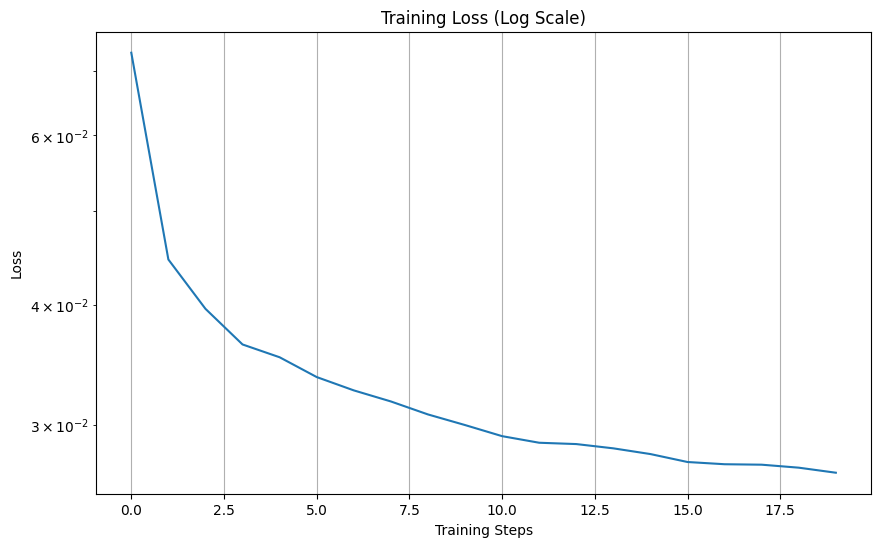 Training Loss (Log Scale)
6 × 10⁻²
4 × 10⁻²
3 × 10⁻²
Loss
0.0 2.5 5.0 7.5 10.0 12.5 15.0 17.5
Training Steps